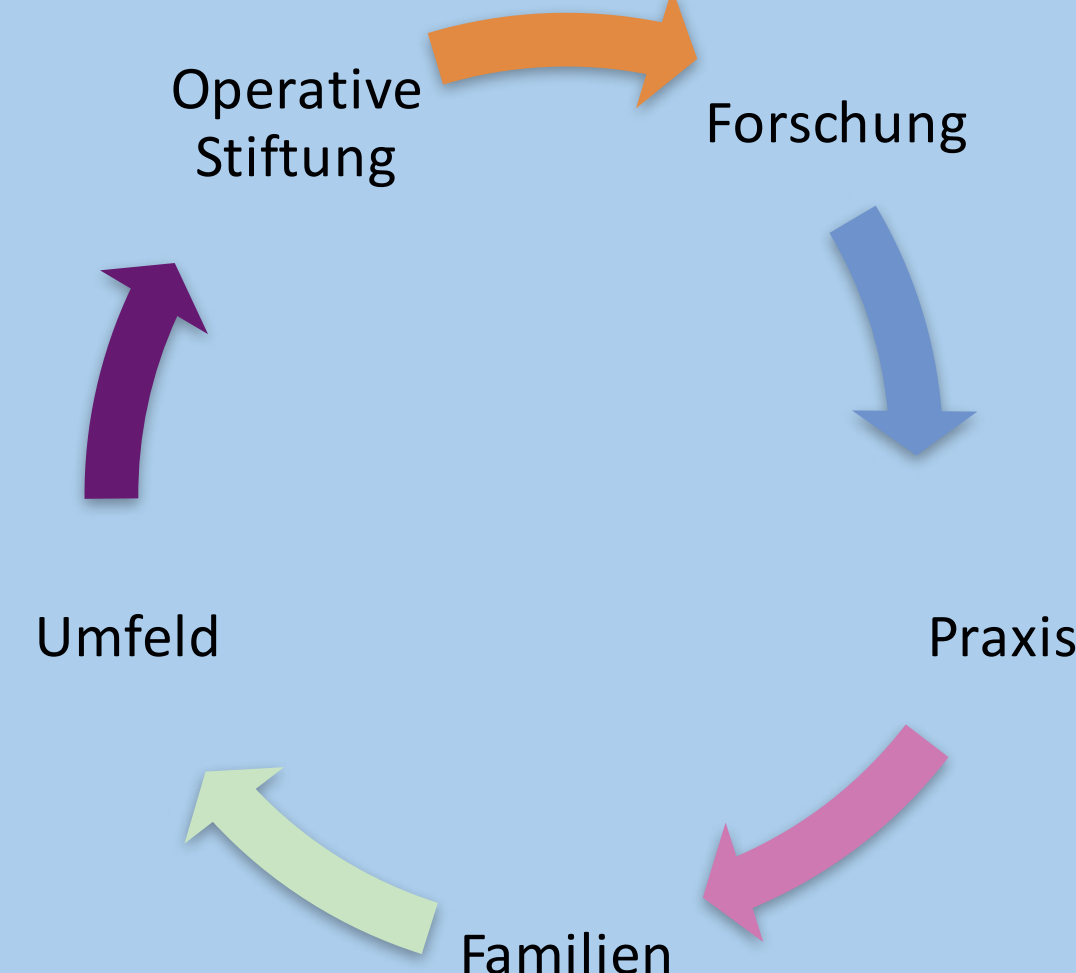 Operative
Stiftung
Forschung
Praxis
Familien
Umfeld